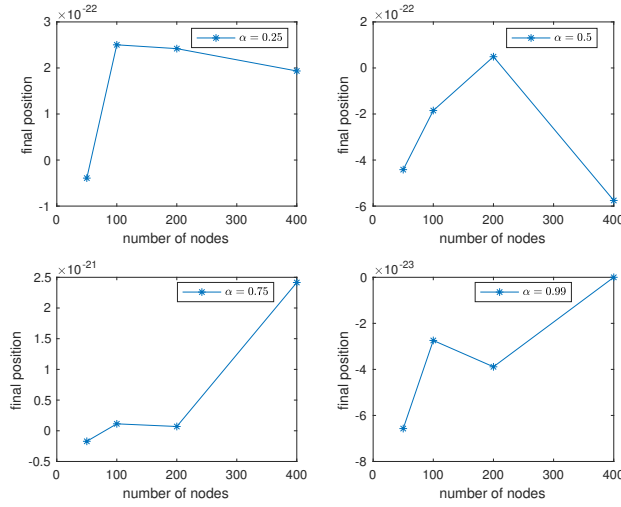 ×10-22
α = 0.25
3
2
1
0
-1
final position
0 100 200 300 400
number of nodes
×10-22
α = 0.5
2
0
-2
-4
-6
final position
0 100 200 300 400
number of nodes
×10-21
α = 0.75
2.5
2
1.5
1
0.5
0
-0.5
final position
0 100 200 300 400
number of nodes
×10-23
α = 0.99
0
-2
-4
-6
-8
final position
0 100 200 300 400
number of nodes